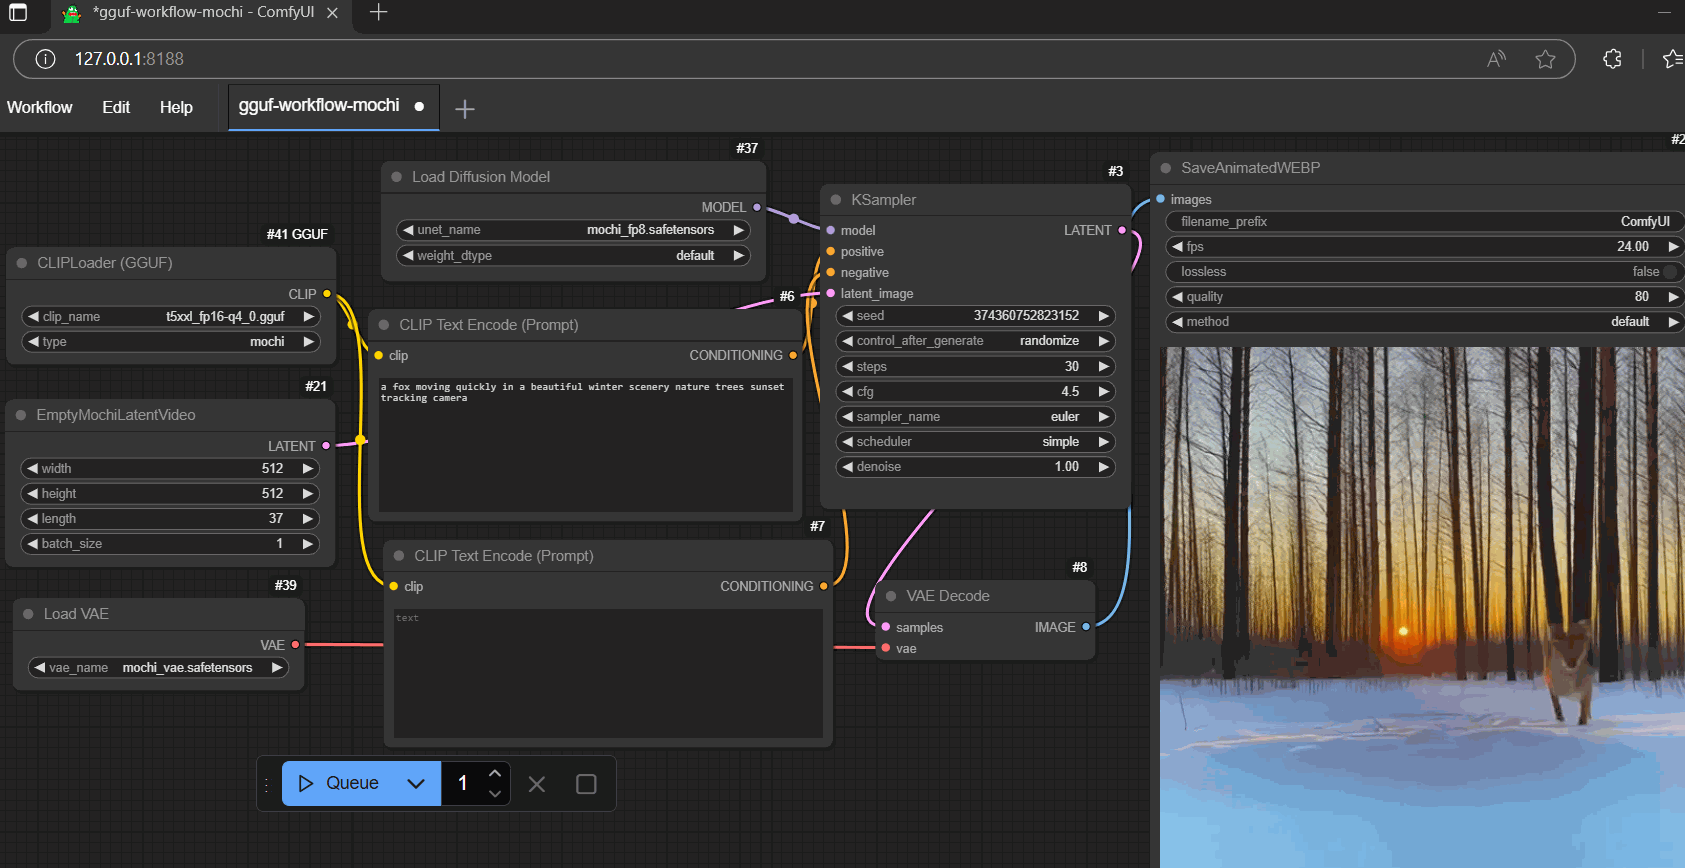 *gguf-workflow-mochi - ComfyUI
127.0.0.1:8188
Workflow Edit Help gguf-workflow-mochi
#37
Load Diffusion Model
MODEL
unet_name mochi_fp8.safetensors
weight_dtype default
#41 GGUF
CLIPLoader (GGUF)
CLIP
clip_name t5xxl_fp16-q4_0.gguf
type mochi
#21
EmptyMochiLatentVideo
LATENT
width 512
height 512
length 37
batch_size 1
#39
Load VAE
VAE
vae_name mochi_vae.safetensors
#6
CLIP Text Encode (Prompt)
clip CONDITIONING
a fox moving quickly in a beautiful winter scenery nature trees sunset
tracking camera
#7
CLIP Text Encode (Prompt)
clip CONDITIONING
text
#3
KSampler
model LATENT
positive
negative
latent_image
seed 374360752823152
control_after_generate randomize
steps 30
cfg 4.5
sampler_name euler
scheduler simple
denoise 1.00
#8
VAE Decode
samples IMAGE
vae
#2
SaveAnimatedWEBP
images
filename_prefix ComfyUI
fps 24.00
lossless false
quality 80
method default
Queue 1